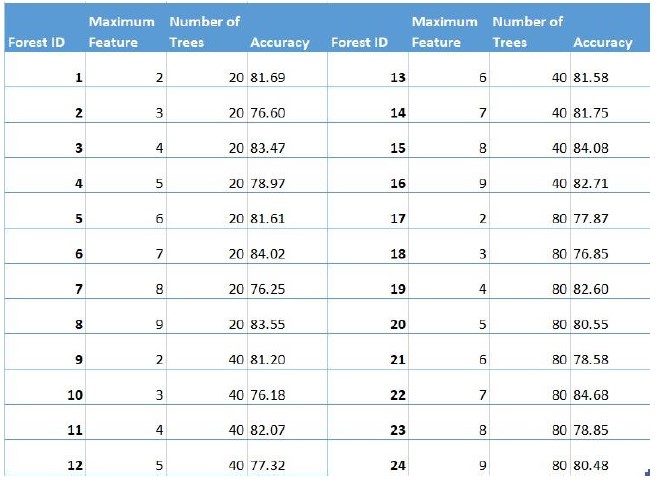 Maximum Number of Maximum Number of
Forest ID Feature Trees Accuracy Forest ID Feature Trees Accuracy
1 2 20 81.69 13 6 40 81.58
2 3 20 76.60 14 7 40 81.75
3 4 20 83.47 15 8 40 84.08
4 5 20 78.97 16 9 40 82.71
5 6 20 81.61 17 2 80 77.87
6 7 20 84.02 18 3 80 76.85
7 8 20 76.25 19 4 80 82.60
8 9 20 83.55 20 5 80 80.55
9 2 40 81.20 21 6 80 78.58
10 3 40 76.18 22 7 80 84.68
11 4 40 82.07 23 8 80 78.85
12 5 40 77.32 24 9 80 80.48